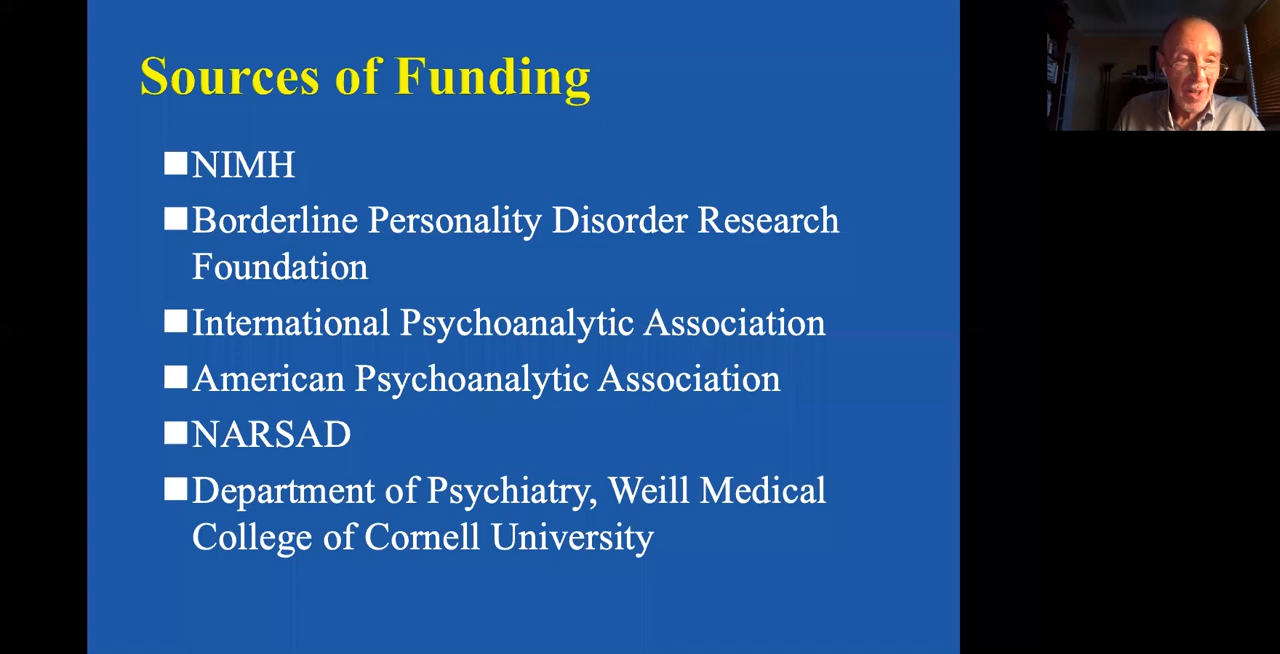 Sources of Funding
NIMH
Borderline Personality Disorder Research
Foundation
International Psychoanalytic Association
American Psychoanalytic Association
NARSAD
Department of Psychiatry, Weill Medical
College of Cornell University